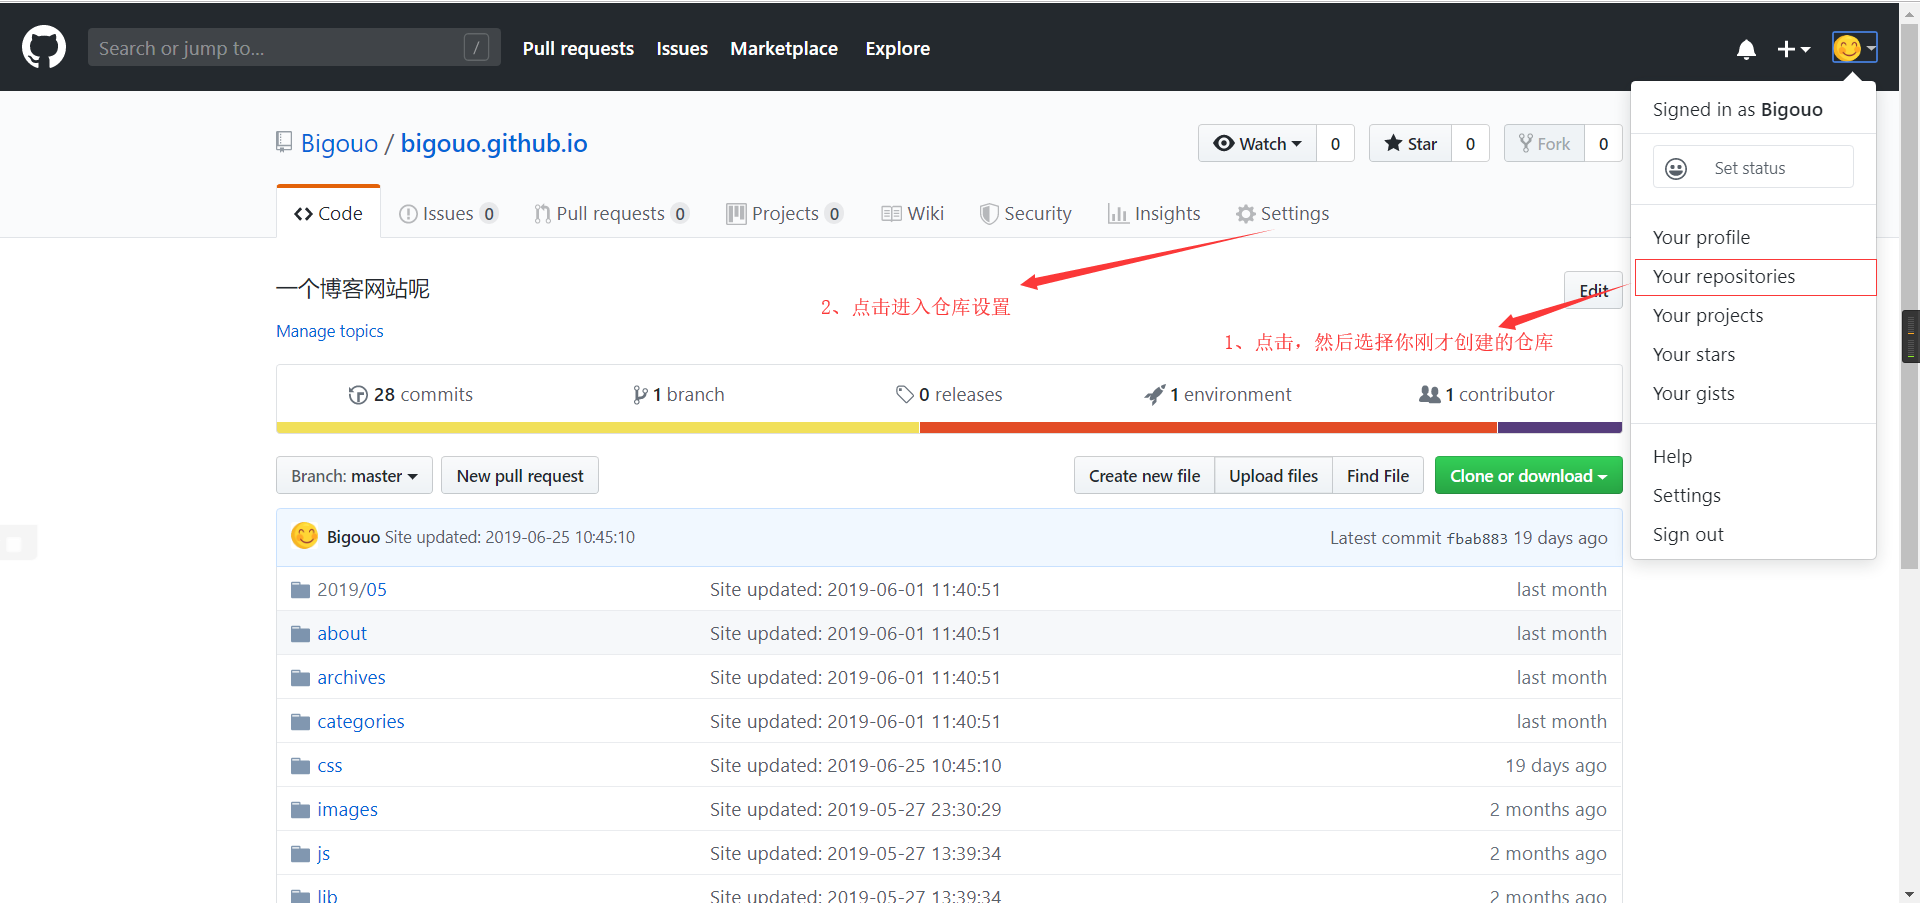 Search or jump to... / Pull requests Issues Marketplace Explore
Signed in as Bigouo
Set status
Your profile
Your repositories
Your projects
Your stars
Your gists
Help
Settings
Sign out
Bigouo / bigouo.github.io Watch 0 Star 0 Fork 0
Code Issues 0 Pull requests 0 Projects 0 Wiki Security Insights Settings
一个博客网站呢 Edit
2、点击进入仓库设置
Manage topics
1、点击，然后选择你刚才创建的仓库
28 commits 1 branch 0 releases 1 environment 1 contributor
Branch: master New pull request Create new file Upload files Find File Clone or download
Bigouo Site updated: 2019-06-25 10:45:10 Latest commit fbab883 19 days ago
2019/05 Site updated: 2019-06-01 11:40:51 last month
about Site updated: 2019-06-01 11:40:51 last month
archives Site updated: 2019-06-01 11:40:51 last month
categories Site updated: 2019-06-01 11:40:51 last month
css Site updated: 2019-06-25 10:45:10 19 days ago
images Site updated: 2019-05-27 23:30:29 2 months ago
js Site updated: 2019-05-27 13:39:34 2 months ago
lib Site updated: 2019-05-27 13:39:34 2 months ago